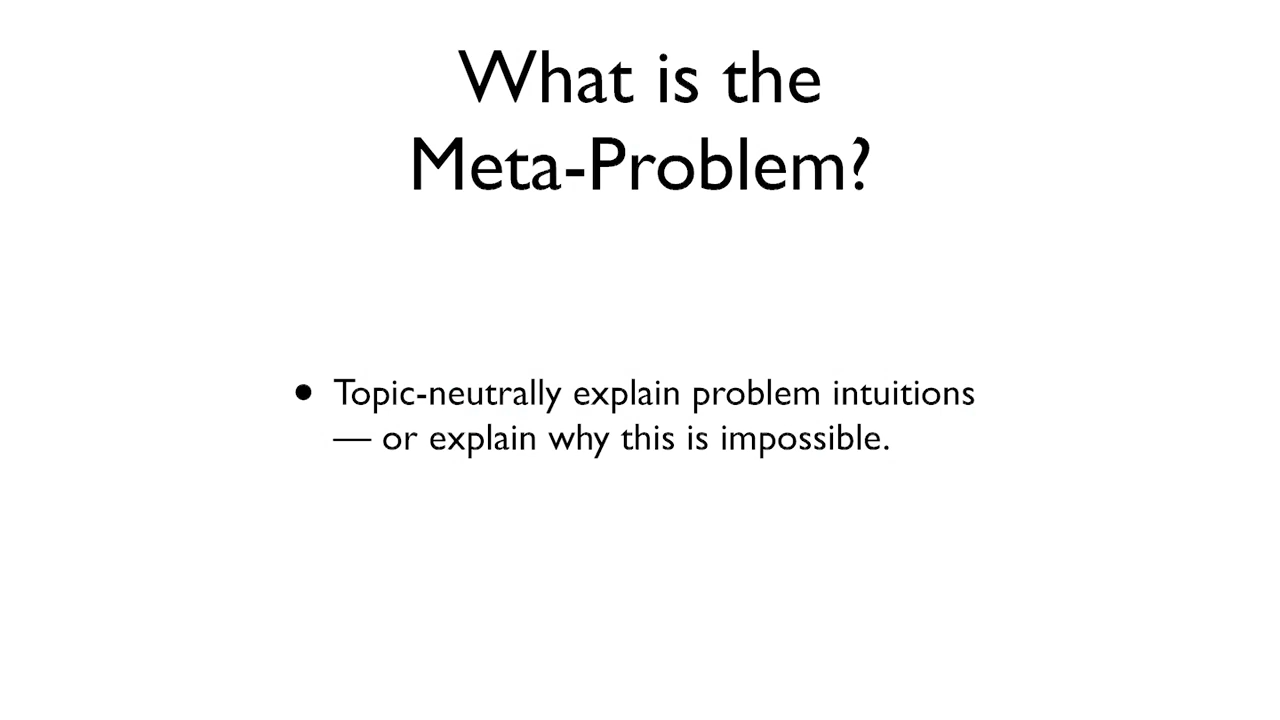 What is the
Meta-Problem?
• Topic-neutrally explain problem intuitions
— or explain why this is impossible.